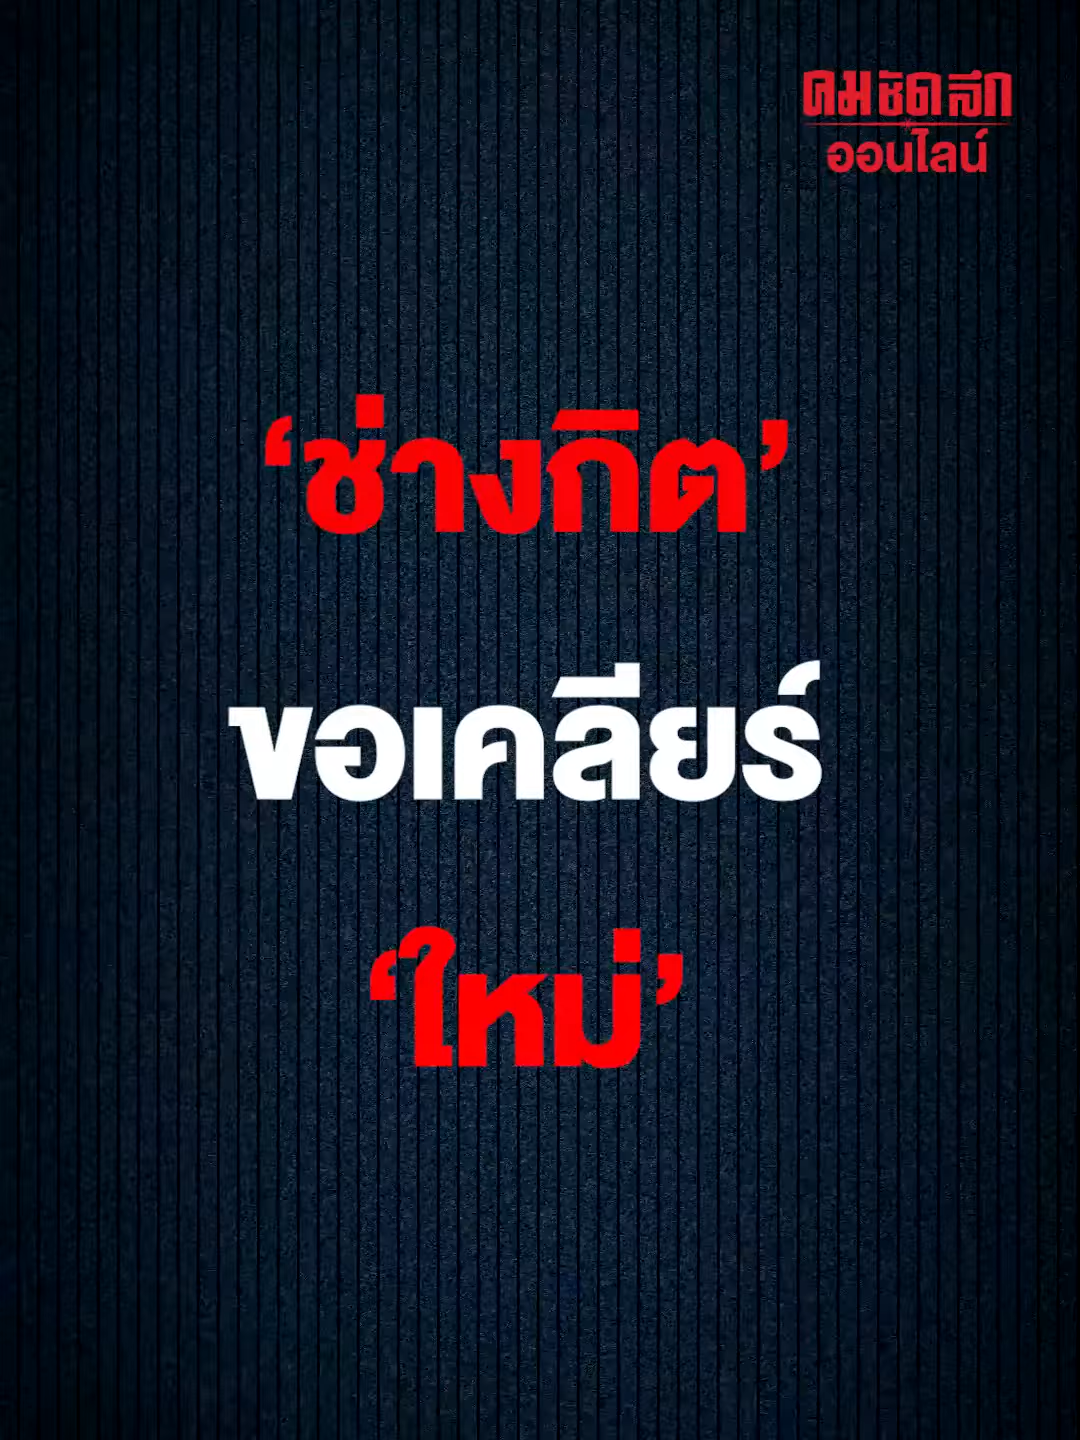 คมชัดลึก
ออนไลน์
‘ช่างกิต’
ขอเคลียร์
‘ใหม่’